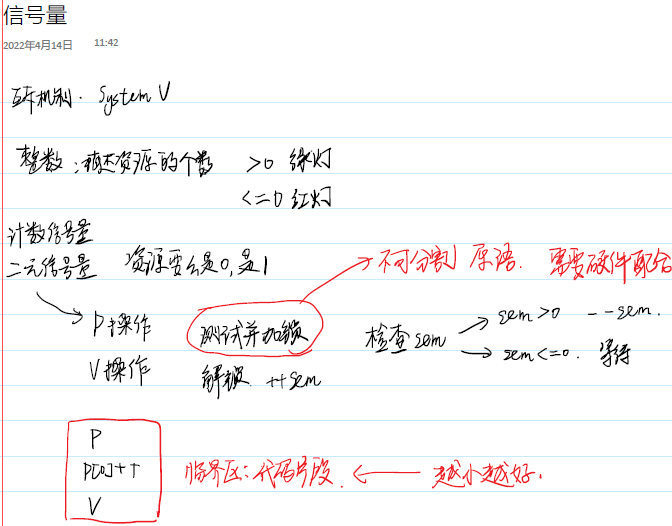 信号量
2022年4月14日 11:42
互斥机制. System V
整数：描述资源的个数 >0 绿灯
<=0 红灯
计数信号量
二元信号量 资源要么是0,是1
不可分割 原语. 需要硬件配合
P操作 测试并加锁 检查sem sem>0 --sem.
sem<=0. 等待
V操作 解锁 ++sem
P
P[0]++ 临界区：代码片段. 越小越好.
V